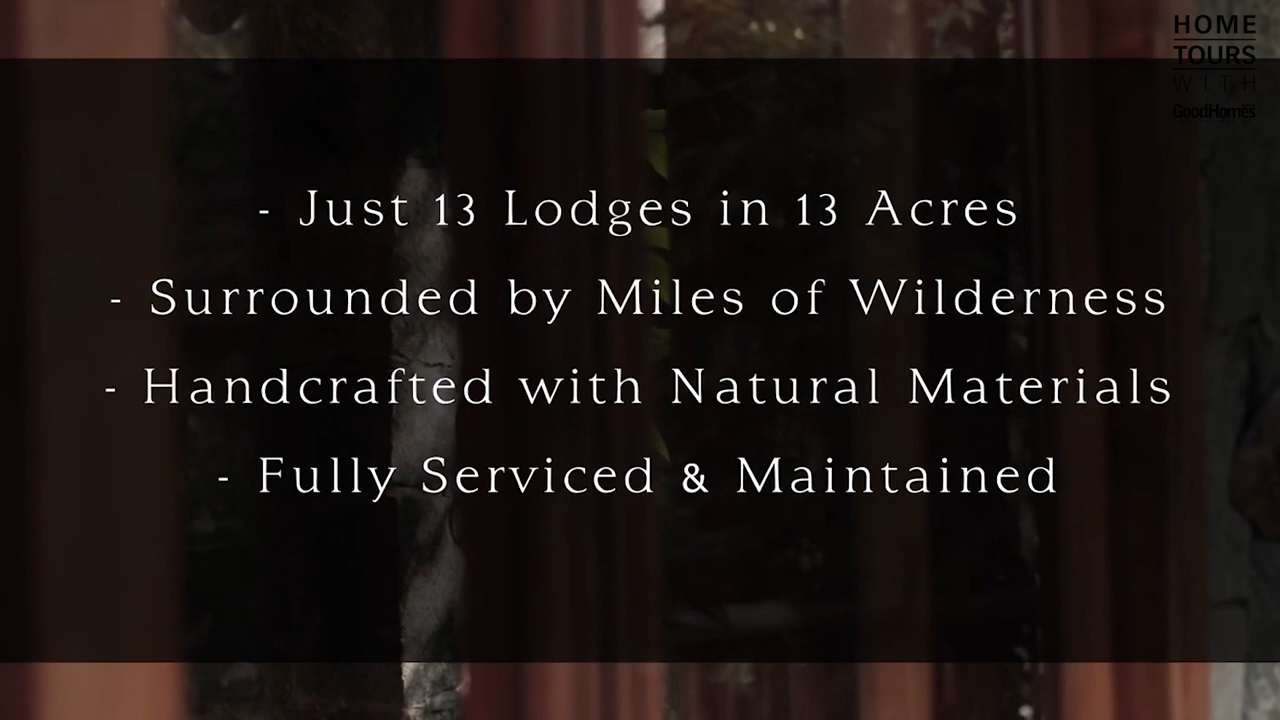 HOME
TOURS
WITH
GoodHomes
- Just 13 Lodges in 13 Acres
- Surrounded by Miles of Wilderness
- Handcrafted with Natural Materials
- Fully Serviced & Maintained